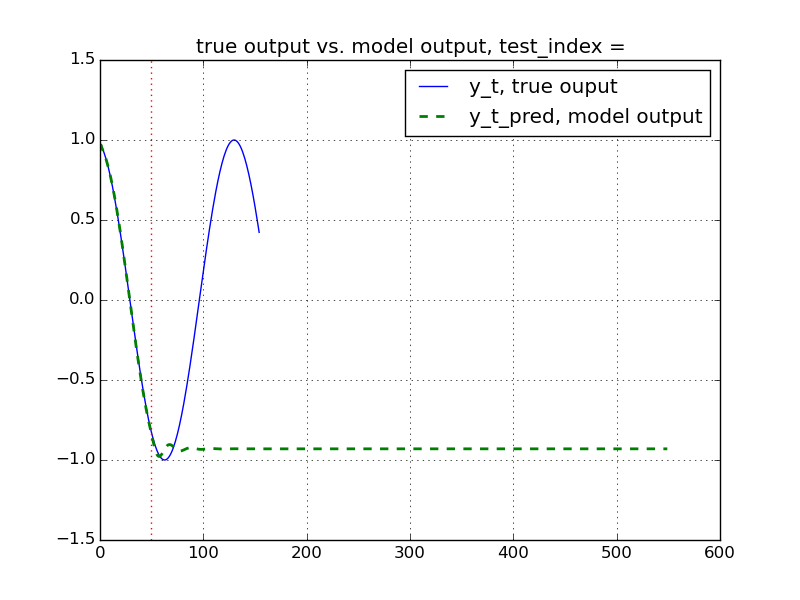 true output vs. model output, test_index =
y_t, true ouput
y_t_pred, model output
1.5
1.0
0.5
0.0
−0.5
−1.0
−1.5
0 100 200 300 400 500 600